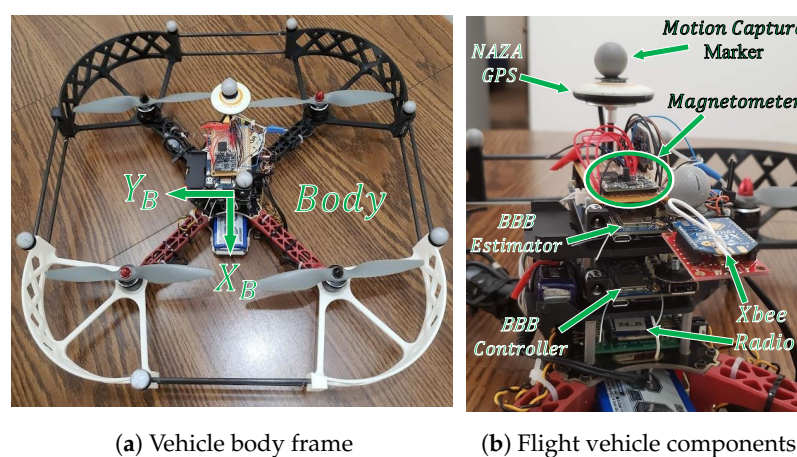 Y_B
Body
X_B
NAZA
GPS
Motion Capture
Marker
Magnetometer
BBB
Estimator
BBB
Controller
Xbee
Radio
(a) Vehicle body frame
(b) Flight vehicle components